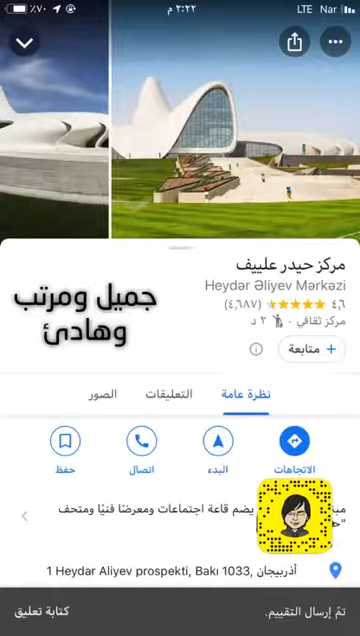 ٪٧٠
٣:٢٢ م
LTE
Nar
مركز حيدر علييف
Heydər Əliyev Mərkəzi
٤٫٦ (٤٬٦٨٧)
مركز ثقافي · ٢ د
جميل ومرتب
وهادئ
+ متابعة
نظرة عامة
التعليقات
الصور
الاتجاهات
البدء
اتصال
حفظ
يضم قاعة اجتماعات ومعرضًا فنيًا ومتحف
1 Heydar Aliyev prospekti, Bakı 1033, أذربيجان
تمّ إرسال التقييم.
كتابة تعليق